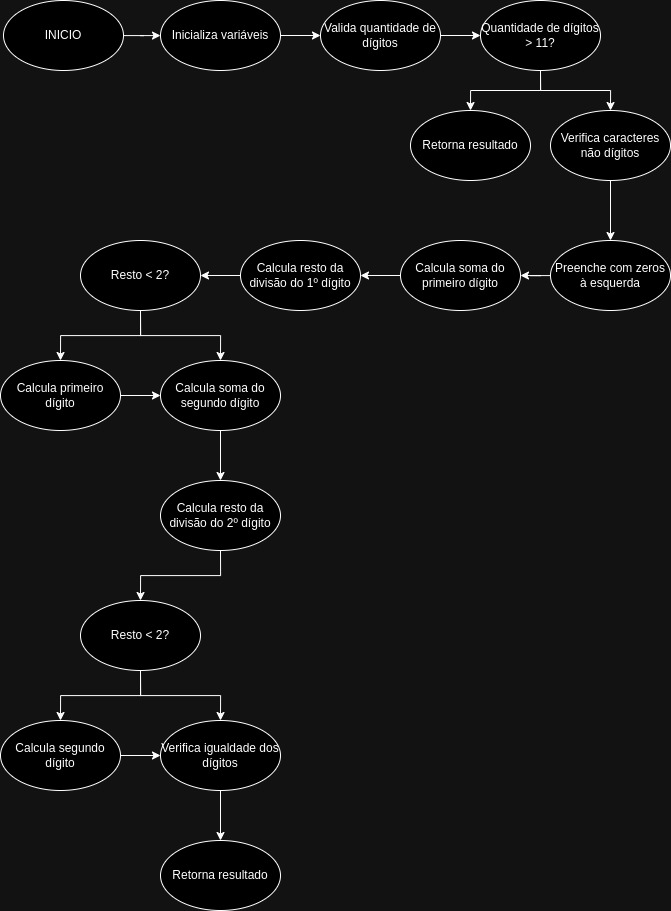 INICIO
Inicializa variáveis
Valida quantidade de
dígitos
Quantidade de dígitos
> 11?
Retorna resultado
Verifica caracteres
não dígitos
Preenche com zeros
à esquerda
Calcula soma do
primeiro dígito
Calcula resto da
divisão do 1º dígito
Resto < 2?
Calcula primeiro
dígito
Calcula soma do
segundo dígito
Calcula resto da
divisão do 2º dígito
Resto < 2?
Calcula segundo
dígito
Verifica igualdade dos
dígitos
Retorna resultado